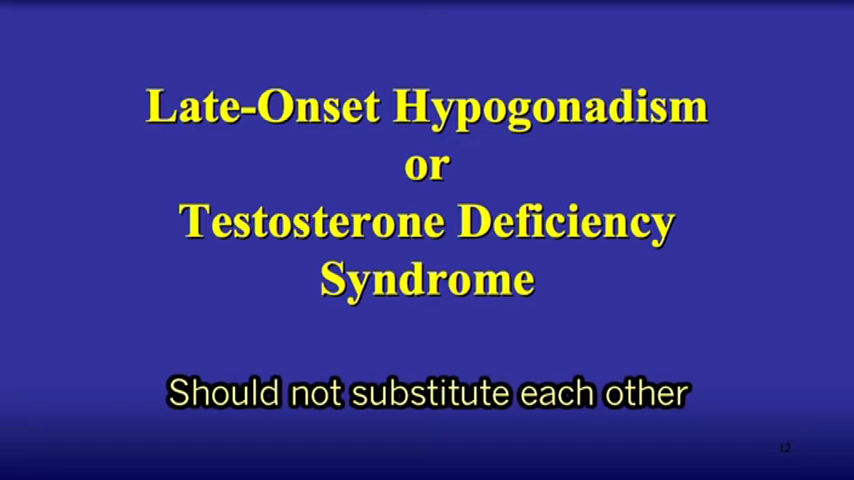 Late-Onset Hypogonadism
or
Testosterone Deficiency
Syndrome
Should not substitute each other
12